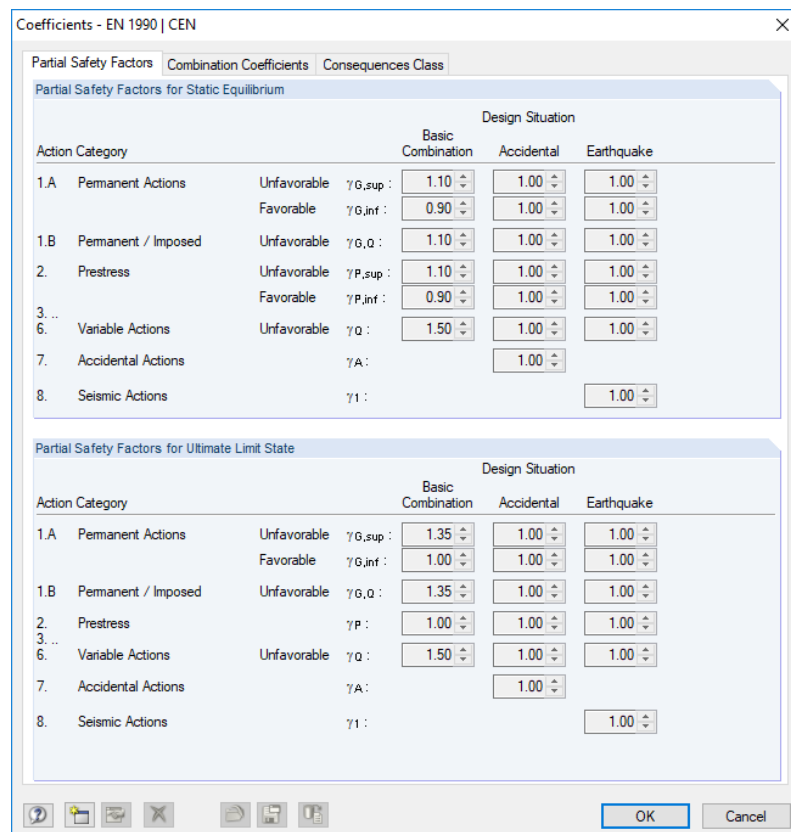 Coefficients - EN 1990 | CEN
Partial Safety Factors Combination Coefficients Consequences Class
Partial Safety Factors for Static Equilibrium
Design Situation
Action Category Basic Combination Accidental Earthquake
1.A Permanent Actions Unfavorable γG,sup : 1.10 1.00 1.00
Favorable γG,inf : 0.90 1.00 1.00
1.B Permanent / Imposed Unfavorable γG,Q : 1.10 1.00 1.00
2. Prestress Unfavorable γP,sup : 1.10 1.00 1.00
Favorable γP,inf : 0.90 1.00 1.00
3. ..
6. Variable Actions Unfavorable γQ : 1.50 1.00 1.00
7. Accidental Actions γA : 1.00
8. Seismic Actions γ1 : 1.00
Partial Safety Factors for Ultimate Limit State
Design Situation
Action Category Basic Combination Accidental Earthquake
1.A Permanent Actions Unfavorable γG,sup : 1.35 1.00 1.00
Favorable γG,inf : 1.00 1.00 1.00
1.B Permanent / Imposed Unfavorable γG,Q : 1.35 1.00 1.00
2. Prestress γP : 1.00 1.00 1.00
3. ..
6. Variable Actions Unfavorable γQ : 1.50 1.00 1.00
7. Accidental Actions γA : 1.00
8. Seismic Actions γ1 : 1.00
OK Cancel